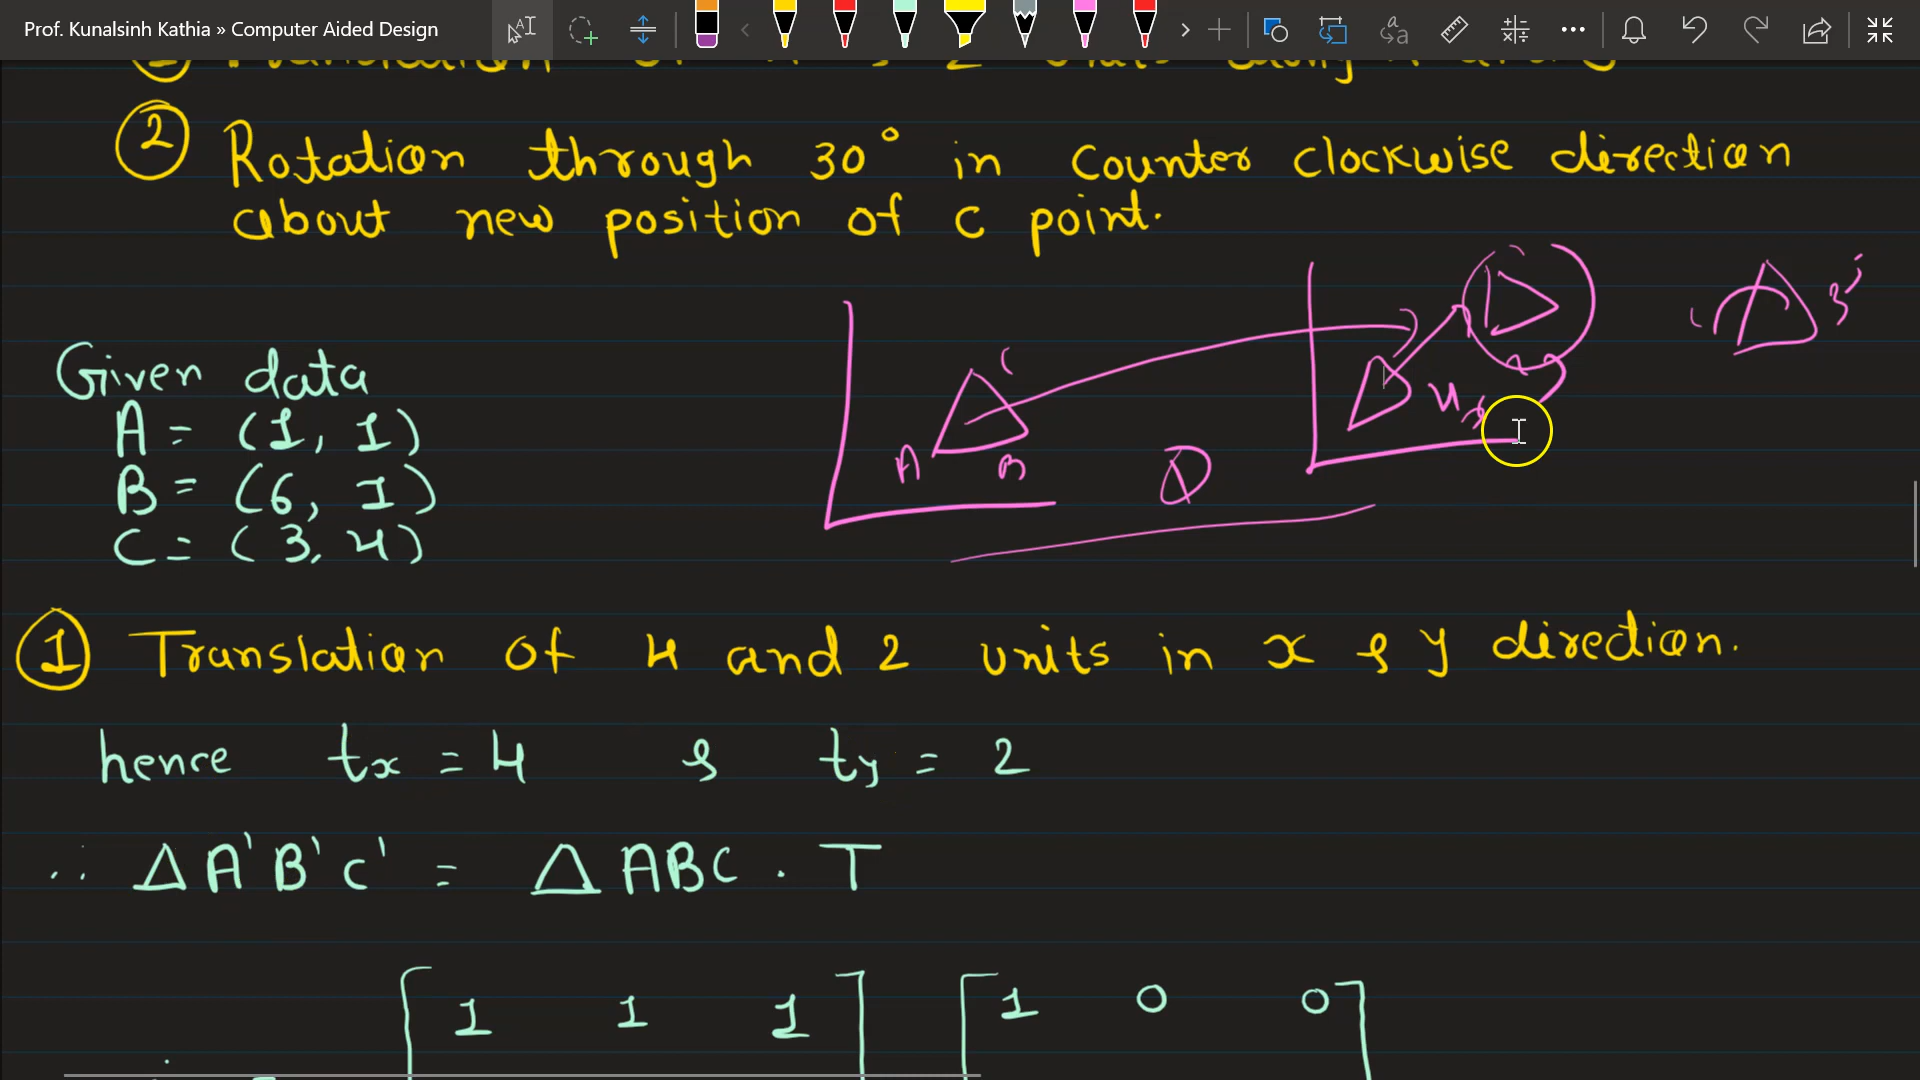 Prof. Kunalsinh Kathia » Computer Aided Design
② Rotation through 30° in Counter clockwise direction
about new position of C point.
C
A B
①
Given data
A = (1, 1)
B = (6, 1)
C = (3, 4)
① Translation of 4 and 2 units in x & y direction.
hence tx = 4 & ty = 2
∴ Δ A'B'C' = Δ ABC . T
1 1 1 1 0 0